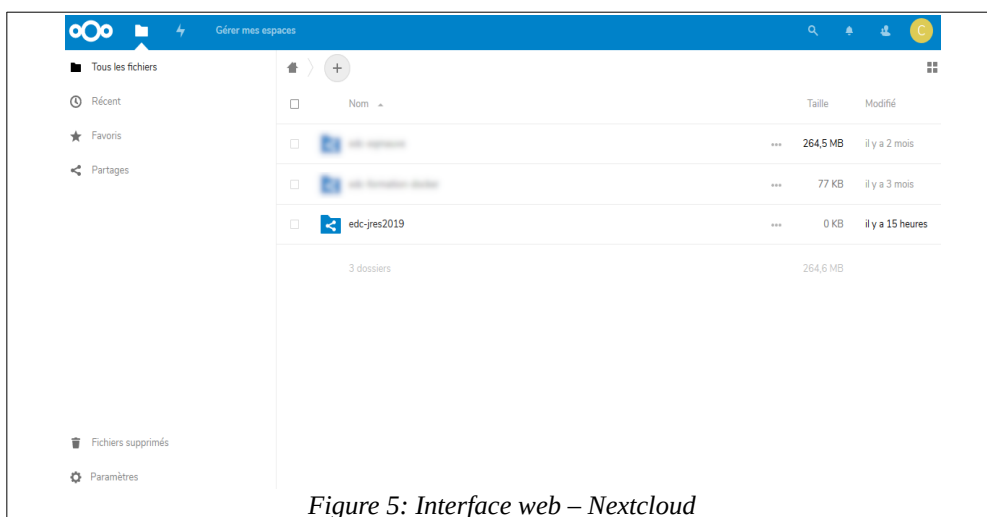 Gérer mes espaces
C
Tous les fichiers
Récent
Favoris
Partages
Nom Taille Modifié
264,5 MB il y a 2 mois
77 KB il y a 3 mois
edc-jres2019 0 KB il y a 15 heures
3 dossiers 264,6 MB
Fichiers supprimés
Paramètres
Figure 5: Interface web – Nextcloud